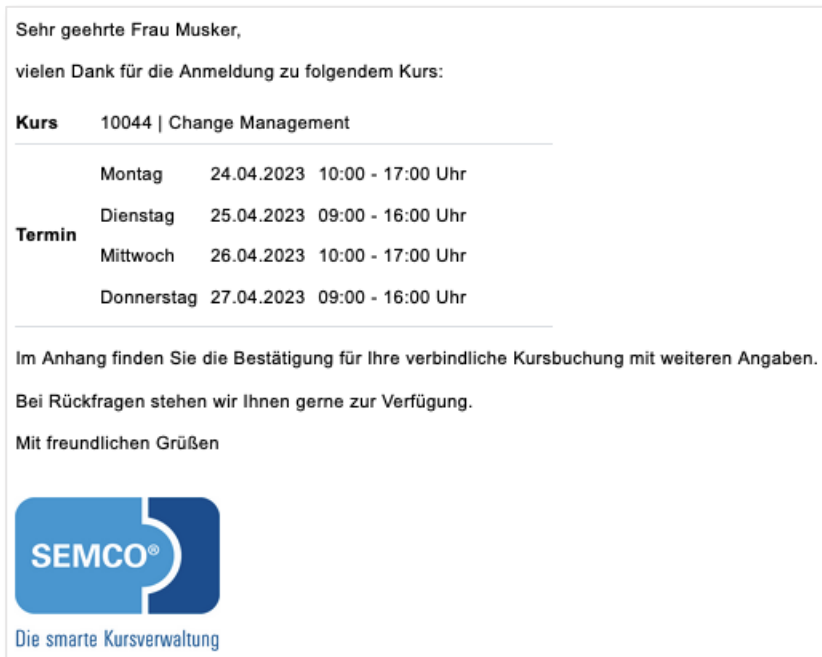 Sehr geehrte Frau Musker,
vielen Dank für die Anmeldung zu folgendem Kurs:
Kurs 10044 | Change Management
Montag 24.04.2023 10:00 - 17:00 Uhr
Dienstag 25.04.2023 09:00 - 16:00 Uhr
Termin
Mittwoch 26.04.2023 10:00 - 17:00 Uhr
Donnerstag 27.04.2023 09:00 - 16:00 Uhr
Im Anhang finden Sie die Bestätigung für Ihre verbindliche Kursbuchung mit weiteren Angaben.
Bei Rückfragen stehen wir Ihnen gerne zur Verfügung.
Mit freundlichen Grüßen
SEMCO®
Die smarte Kursverwaltung